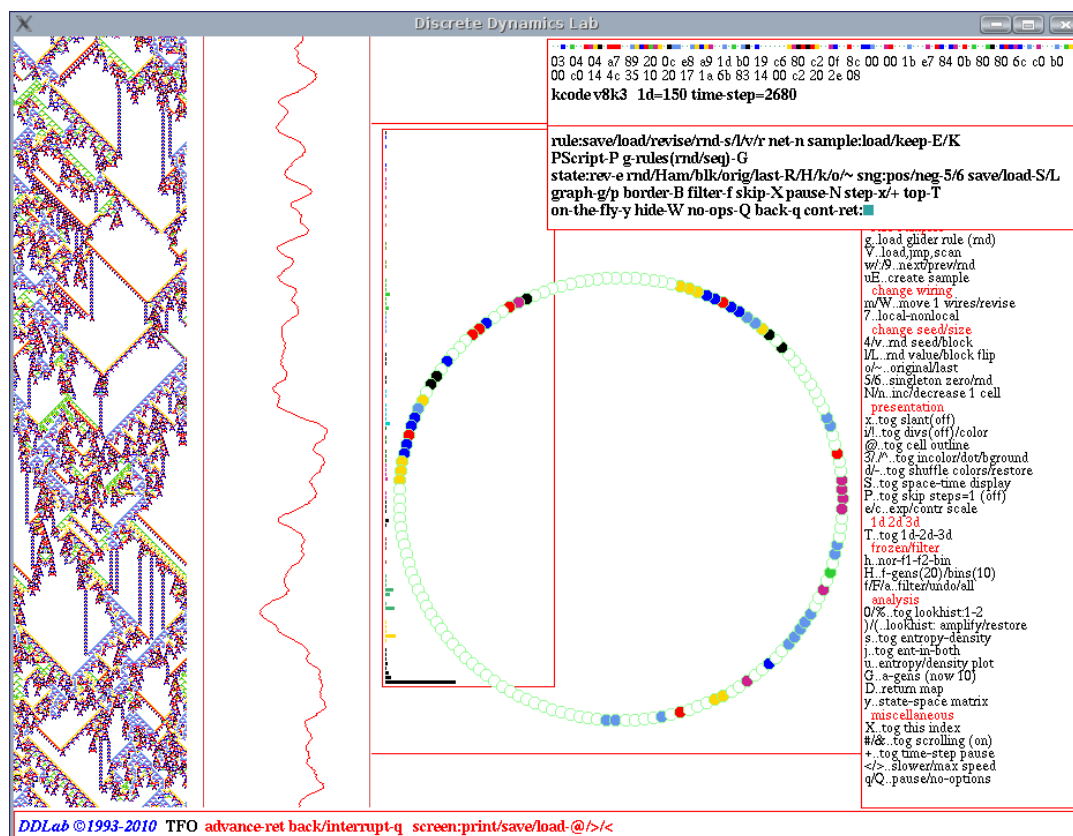 Discrete Dynamics Lab
03 04 04 a7 89 20 0c e8 a9 1d b0 19 c6 80 c2 0f 8c 00 00 1b e7 84 0b 80 86 6c c0 b0
00 c0 14 4c 35 10 20 17 1a 6b 83 14 00 c2 20 2e 08
kcode v8k3 1d=150 time-step=2680
rule:save/load/revise/rnd-s/l/v/r net-n sample:load/keep-E/K
PScript-P g-rules(rnd/seq)-G
state:rev-e rnd/Ham/blk/orig/last-R/H/k/o/~ sng:pos/neg-5/6 save/load-S/L
graph-g/p border-B filter-f skip-X pause-N step-x/+ top-T
on-the-fly-y hide-W no-ops-Q back-q cont-ret:
g..load glider rule (rnd)
V..load,jmp,scan
w/:/9..next/prev/rnd
uE..create sample
change wiring
m/W..move 1 wires/revise
7..local-nonlocal
change seed/size
4/v..rnd seed/block
l/L..rnd value/block flip
o/~..original/last
5/6..singleton zero/rnd
N/n..inc/decrease 1 cell
presentation
x..tog slant(off)
i/!..tog divs(off)/color
@..tog cell outline
3/./^..tog incolor/dot/bground
d/-..tog shuffle colors/restore
S..tog space-time display
P..tog skip steps=1 (off)
e/c..exp/contr scale
1d 2d 3d
T..tog 1d-2d-3d
frozen/filter
h..nor-f1-f2-bin
H..f-gens(20)/bins(10)
f/F/a..filter/undo/all
analysis
0/%..tog lookhist:1-2
)/(..lookhist: amplify/restore
s..tog entropy-density
j..tog ent-in-both
u..entropy/density plot
G..a-gens (now 10)
D..return map
y..state-space matrix
miscellaneous
X..tog this index
#/&..tog scrolling (on)
+..tog time-step pause
</>..slower/max speed
q/Q..pause/no-options
DDLab ©1993-2010 TFO advance-ret back/interrupt-q screen:print/save/load-@/>/<